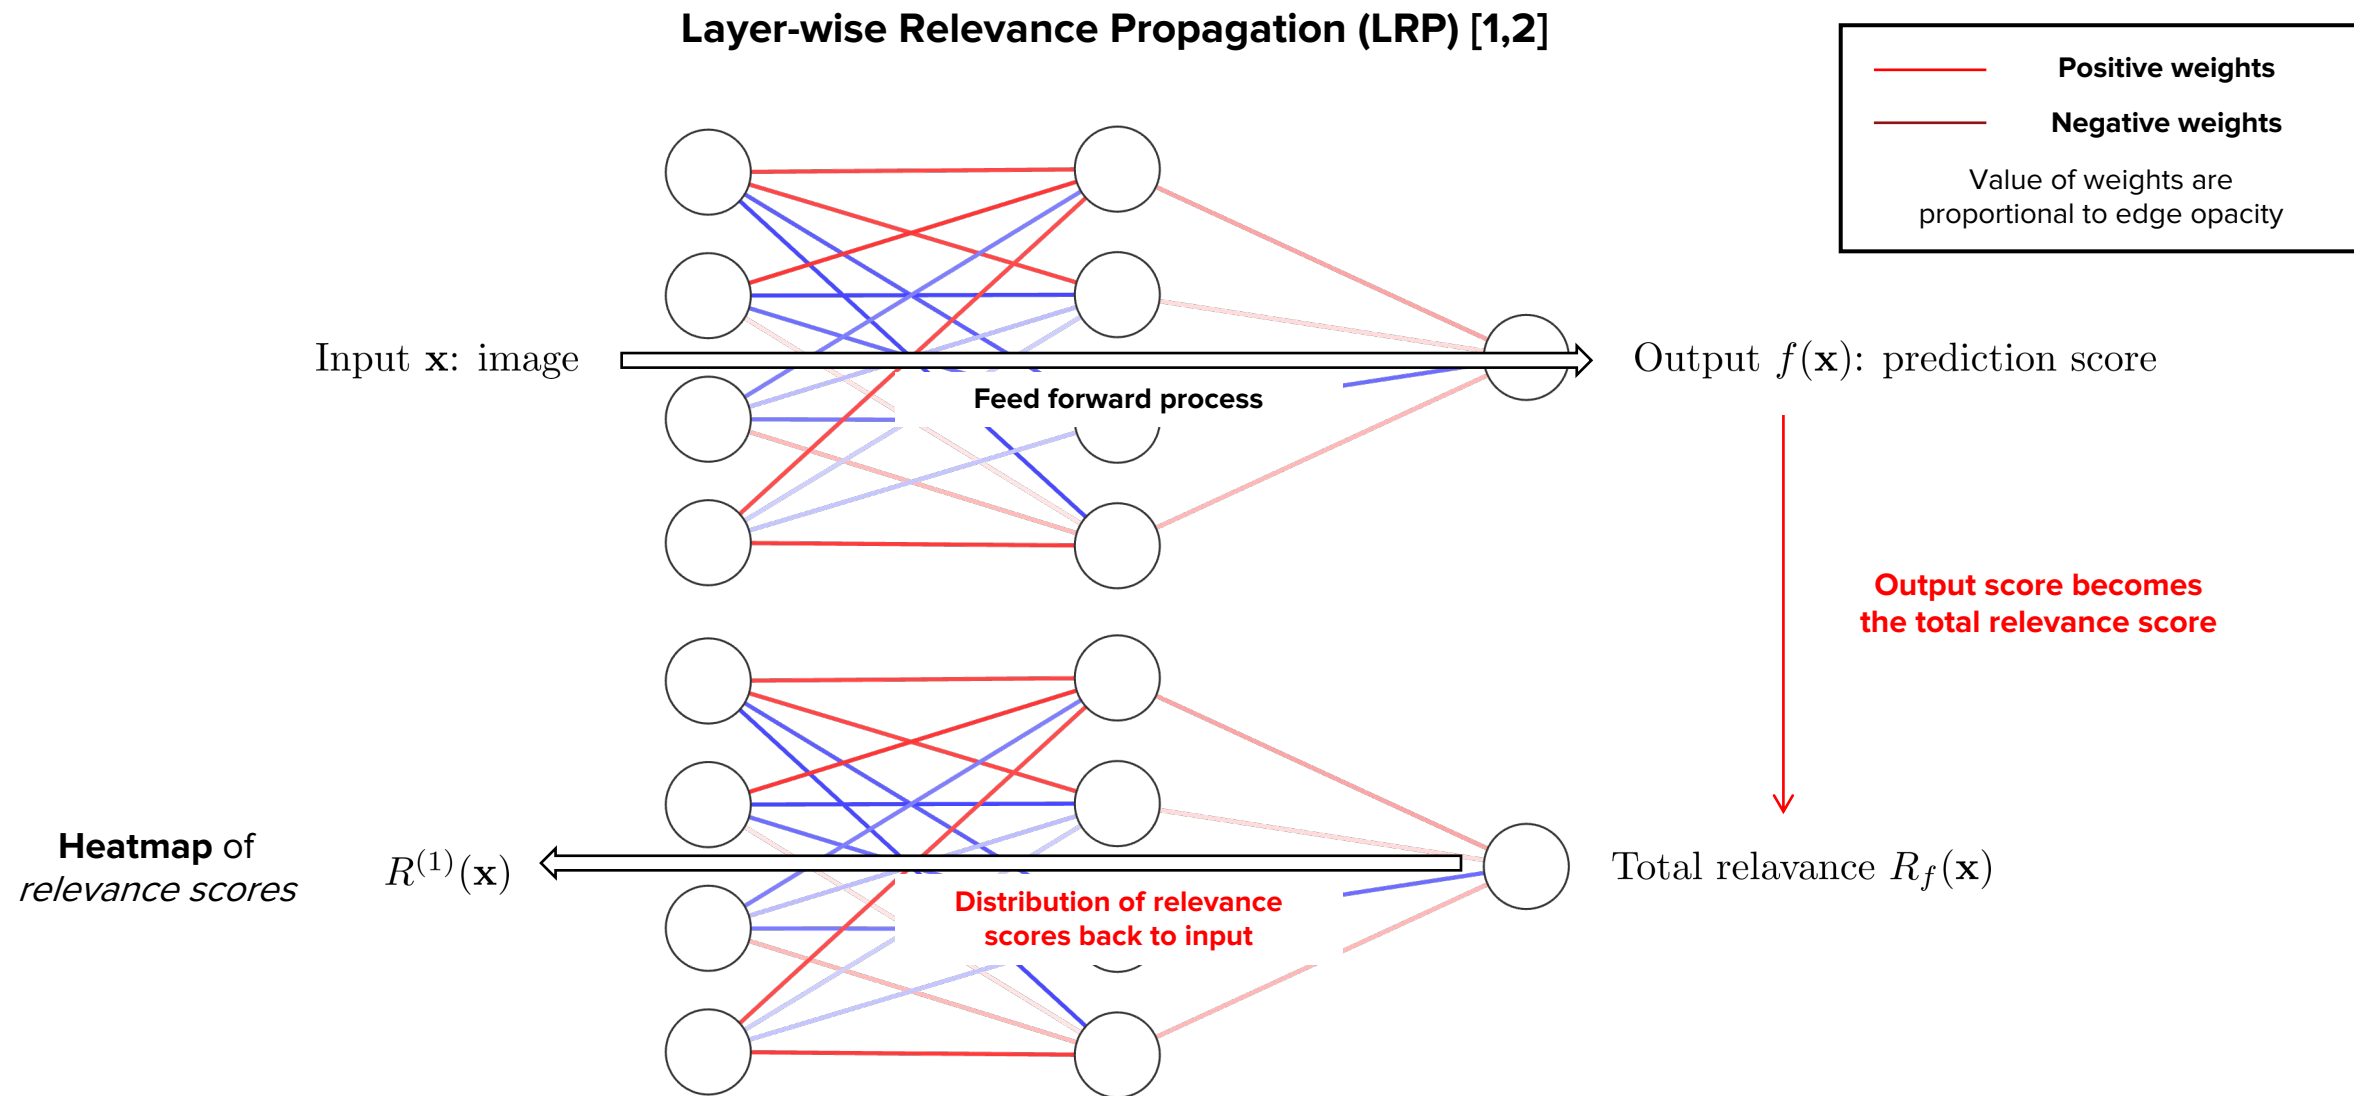 Layer-wise Relevance Propagation (LRP) [1,2]
Positive weights
Negative weights
Value of weights are
proportional to edge opacity
Input x: image
Feed forward process
Output f(x): prediction score
Output score becomes
the total relevance score
Heatmap of
relevance scores
R^{(1)}(x)
Distribution of relevance
scores back to input
Total relavance R_f(x)